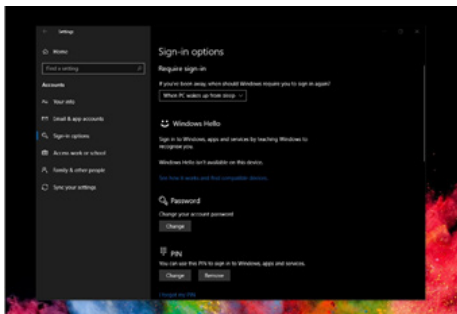 Settings
Home
Find a setting
Accounts
Your info
Email & app accounts
Sign-in options
Access work or school
Family & other people
Sync your settings
Sign-in options
Require sign-in
If you've been away, when should Windows require you to sign in again?
When PC wakes up from sleep
Windows Hello
Sign in to Windows, apps and services by teaching Windows to
recognize you.
Windows Hello isn't available on this device.
See how it works and find compatible devices.
Password
Change your account password
Change
PIN
You can use this PIN to sign in to Windows, apps and services.
Change Remove
I forgot my PIN